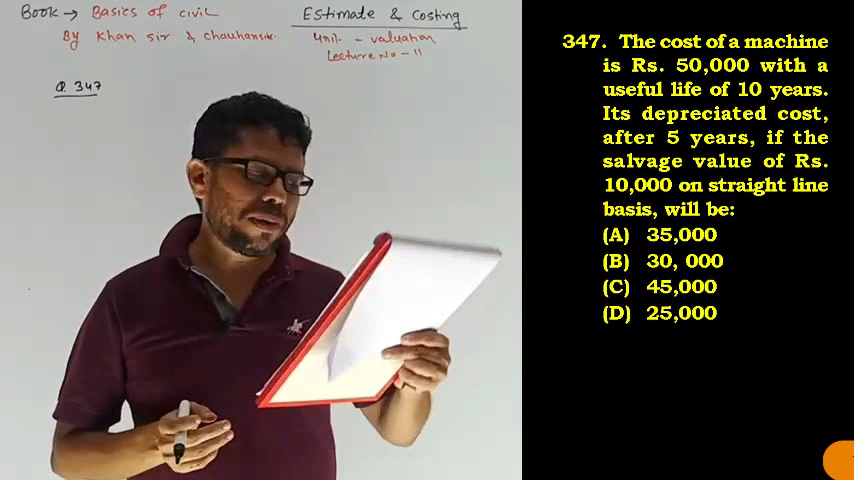 Book → Basics of civil
By Khan sir & chauhansir.
Estimate & Costing
Unit - valuation
Lecture No - 11
Q. 347
347. The cost of a machine
is Rs. 50,000 with a
useful life of 10 years.
Its depreciated cost,
after 5 years, if the
salvage value of Rs.
10,000 on straight line
basis, will be:
(A) 35,000
(B) 30, 000
(C) 45,000
(D) 25,000